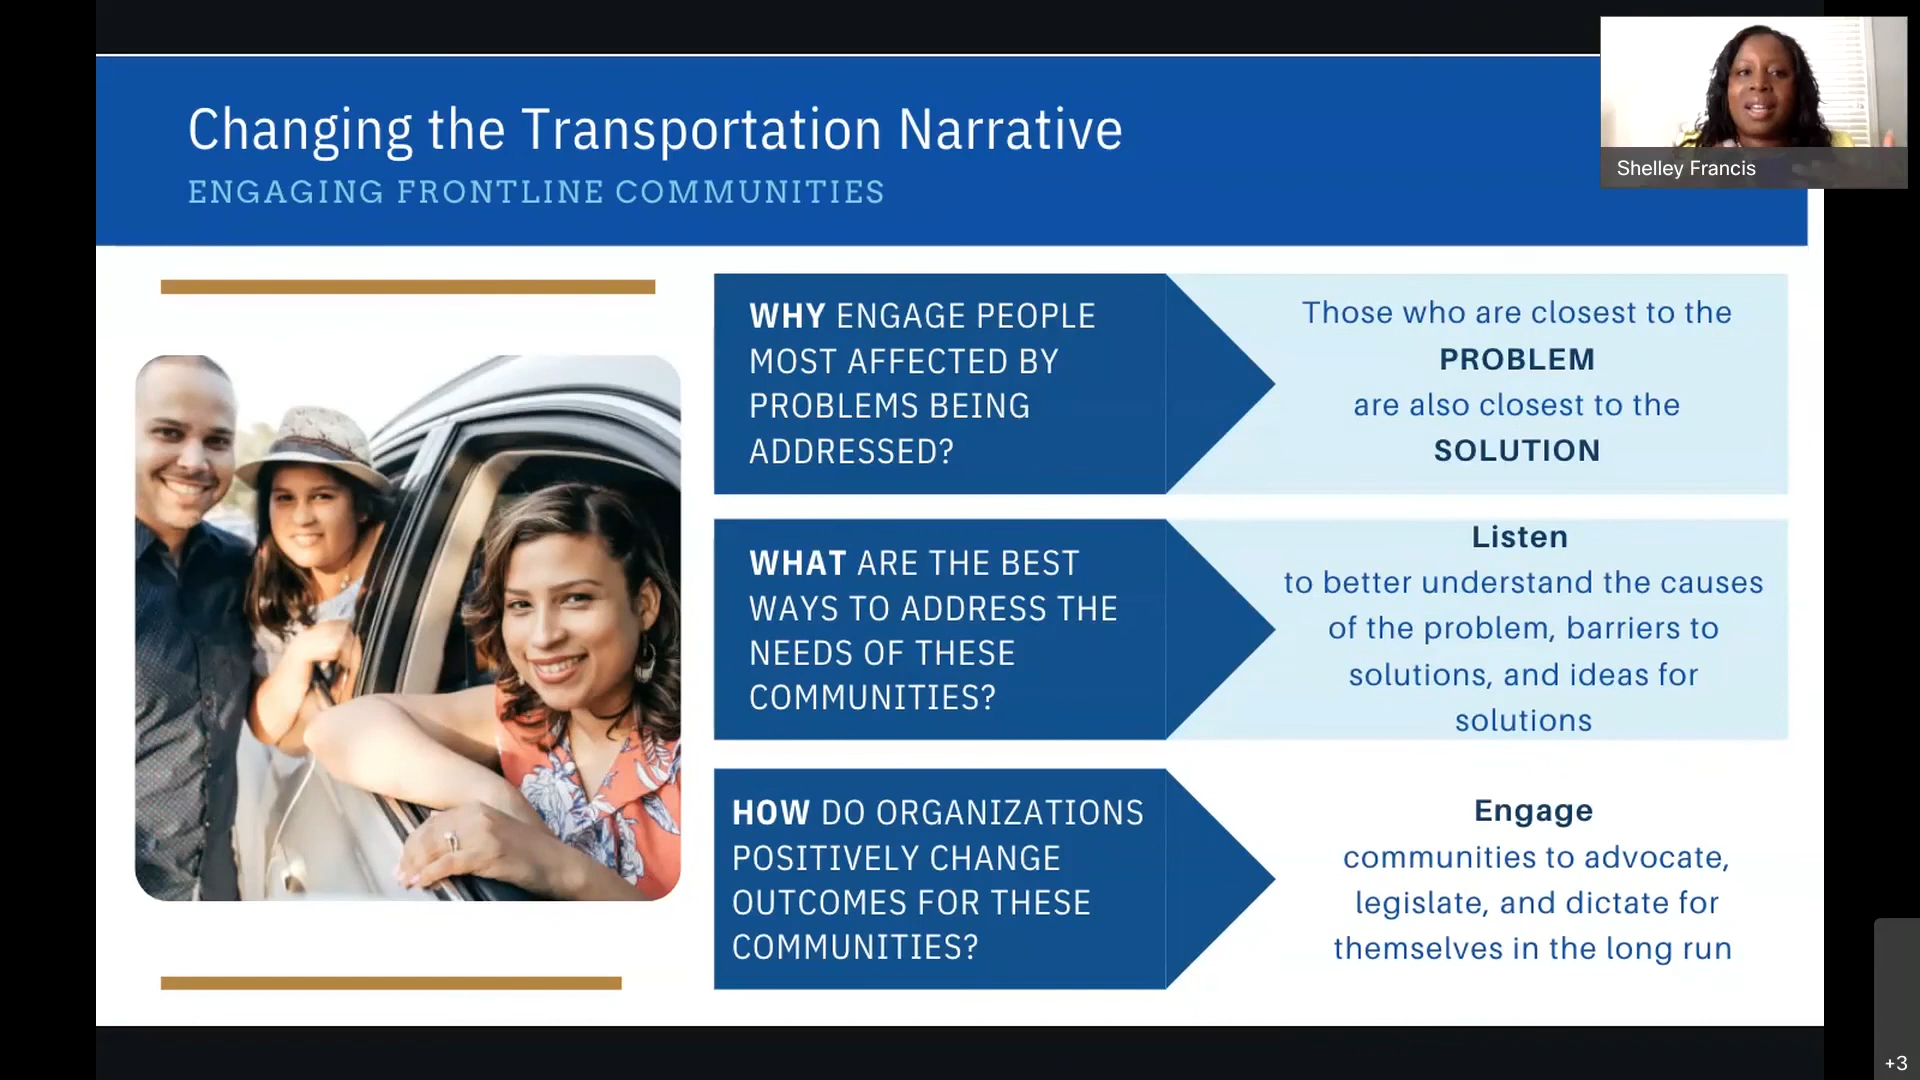 Changing the Transportation Narrative
ENGAGING FRONTLINE COMMUNITIES
Shelley Francis
WHY ENGAGE PEOPLE
MOST AFFECTED BY
PROBLEMS BEING
ADDRESSED?
Those who are closest to the
PROBLEM
are also closest to the
SOLUTION
WHAT ARE THE BEST
WAYS TO ADDRESS THE
NEEDS OF THESE
COMMUNITIES?
Listen
to better understand the causes
of the problem, barriers to
solutions, and ideas for
solutions
HOW DO ORGANIZATIONS
POSITIVELY CHANGE
OUTCOMES FOR THESE
COMMUNITIES?
Engage
communities to advocate,
legislate, and dictate for
themselves in the long run
+3